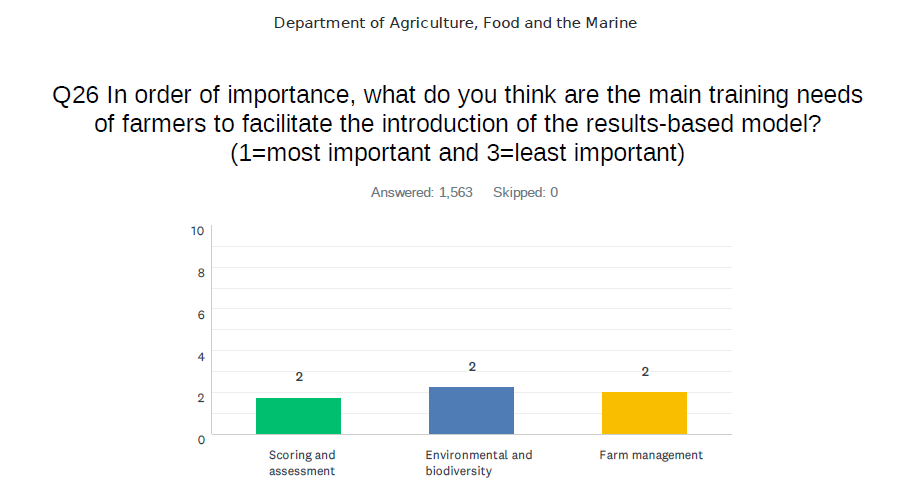 Department of Agriculture, Food and the Marine
Q26 In order of importance, what do you think are the main training needs
of farmers to facilitate the introduction of the results-based model?
(1=most important and 3=least important)
Answered: 1,563 Skipped: 0
10
8
6
4
2
0
2
2
2
Scoring and
assessment
Environmental and
biodiversity
Farm management